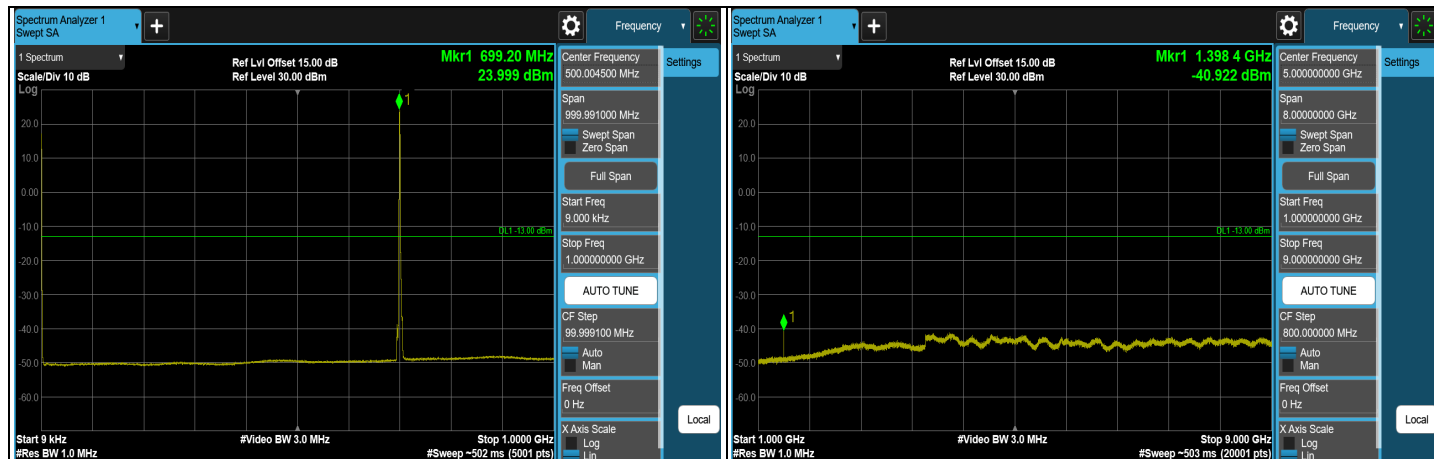 Spectrum Analyzer 1
Swept SA
+
Frequency
1 Spectrum
Scale/Div 10 dB
Log
Ref Lvl Offset 15.00 dB
Ref Level 30.00 dBm
Mkr1 699.20 MHz
23.999 dBm
1
20.0
10.0
0.00
-10.0
DL1 -13.00 dBm
-20.0
-30.0
-40.0
-50.0
-60.0
Start 9 kHz
#Res BW 1.0 MHz
#Video BW 3.0 MHz
Stop 1.0000 GHz
#Sweep ~502 ms (5001 pts)
Center Frequency
500.004500 MHz
Settings
Span
999.991000 MHz
Swept Span
Zero Span
Full Span
Start Freq
9.000 kHz
Stop Freq
1.000000000 GHz
AUTO TUNE
CF Step
99.999100 MHz
Auto
Man
Freq Offset
0 Hz
Local
X Axis Scale
Log
Lin
Spectrum Analyzer 1
Swept SA
+
Frequency
1 Spectrum
Scale/Div 10 dB
Log
Ref Lvl Offset 15.00 dB
Ref Level 30.00 dBm
Mkr1 1.398 4 GHz
-40.922 dBm
1
20.0
10.0
0.00
-10.0
DL1 -13.00 dBm
-20.0
-30.0
-40.0
-50.0
-60.0
Start 1.000 GHz
#Res BW 1.0 MHz
#Video BW 3.0 MHz
Stop 9.000 GHz
#Sweep ~503 ms (20001 pts)
Center Frequency
5.000000000 GHz
Settings
Span
8.00000000 GHz
Swept Span
Zero Span
Full Span
Start Freq
1.000000000 GHz
Stop Freq
9.000000000 GHz
AUTO TUNE
CF Step
800.000000 MHz
Auto
Man
Freq Offset
0 Hz
Local
X Axis Scale
Log
Lin